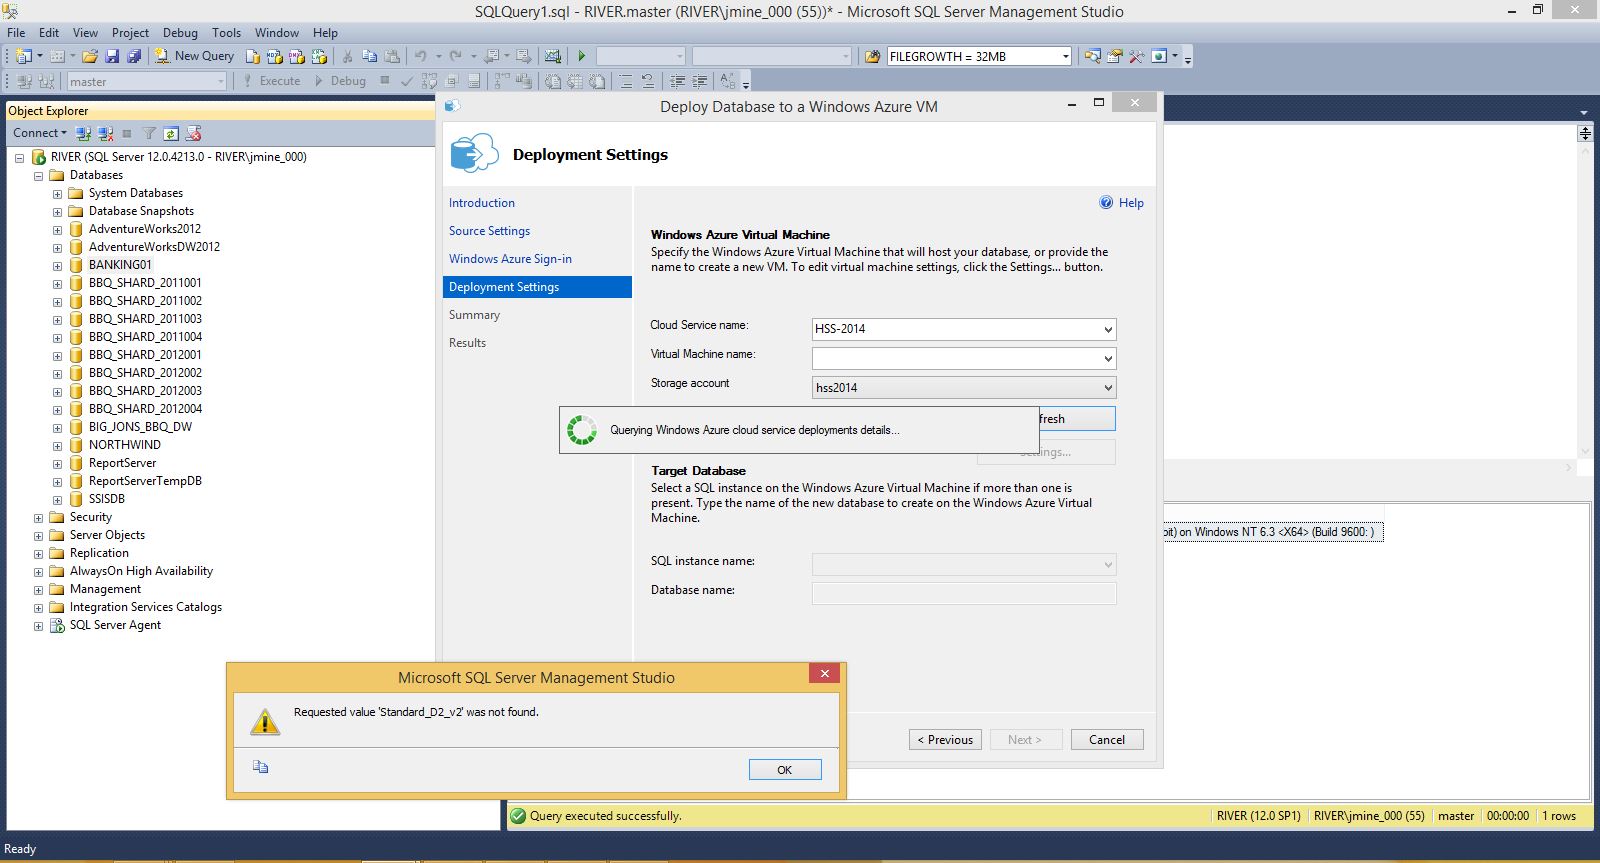 SQLQuery1.sql - RIVER.master (RIVER\jmine_000 (55))* - Microsoft SQL Server Management Studio
File Edit View Project Debug Tools Window Help
New Query
FILEGROWTH = 32MB
master
Execute
Debug
Object Explorer
Connect
RIVER (SQL Server 12.0.4213.0 - RIVER\jmine_000)
Databases
System Databases
Database Snapshots
AdventureWorks2012
AdventureWorksDW2012
BANKING01
BBQ_SHARD_2011001
BBQ_SHARD_2011002
BBQ_SHARD_2011003
BBQ_SHARD_2011004
BBQ_SHARD_2012001
BBQ_SHARD_2012002
BBQ_SHARD_2012003
BBQ_SHARD_2012004
BIG_JONS_BBQ_DW
NORTHWIND
ReportServer
ReportServerTempDB
SSISDB
Security
Server Objects
Replication
AlwaysOn High Availability
Management
Integration Services Catalogs
SQL Server Agent
Deploy Database to a Windows Azure VM
Deployment Settings
Introduction
Source Settings
Windows Azure Sign-in
Deployment Settings
Summary
Results
Help
Windows Azure Virtual Machine
Specify the Windows Azure Virtual Machine that will host your database, or provide the
name to create a new VM. To edit virtual machine settings, click the Settings... button.
Cloud Service name:
HSS-2014
Virtual Machine name:
Storage account
hss2014
fresh
Querying Windows Azure cloud service deployments details...
Settings...
Target Database
Select a SQL instance on the Windows Azure Virtual Machine if more than one is
present. Type the name of the new database to create on the Windows Azure Virtual
Machine.
SQL instance name:
Database name:
bit) on Windows NT 6.3 <X64> (Build 9600: )
Microsoft SQL Server Management Studio
Requested value 'Standard_D2_v2' was not found.
OK
< Previous
Next >
Cancel
Query executed successfully.
RIVER (12.0 SP1)
RIVER\jmine_000 (55)
master
00:00:00
1 rows
Ready